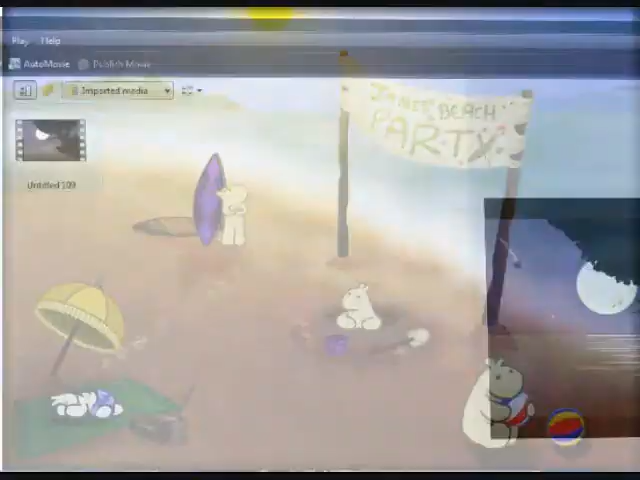 Play Help
AutoMovie Publish Movie
Imported media
Untitled 109
BEACH
PARTY